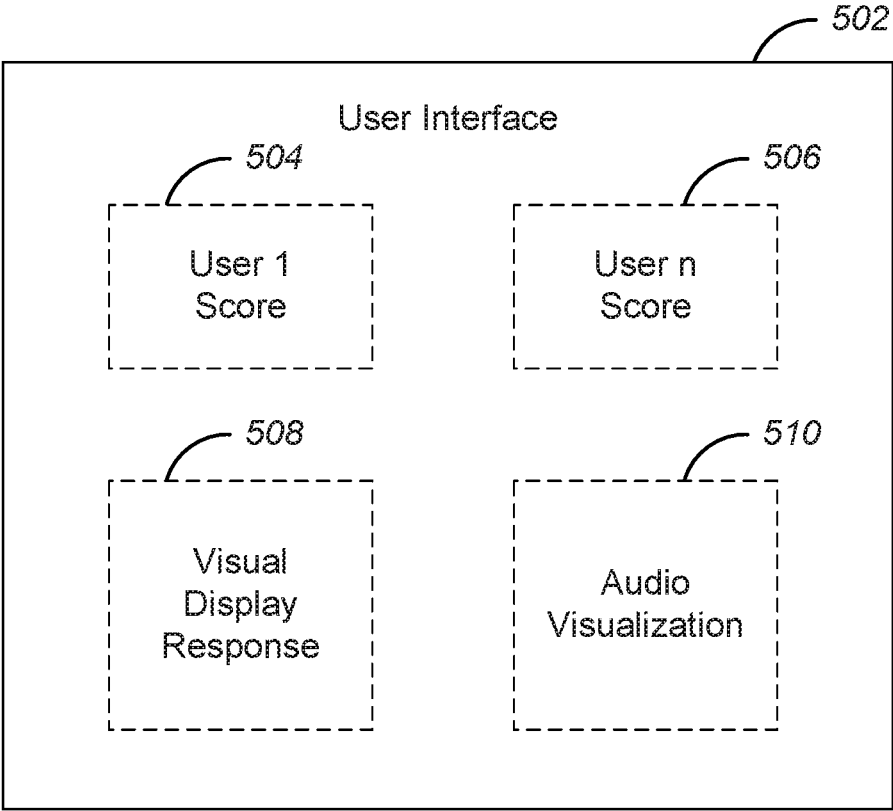 502
User Interface
504
506
User 1
Score
User n
Score
508
510
Visual
Display
Response
Audio
Visualization